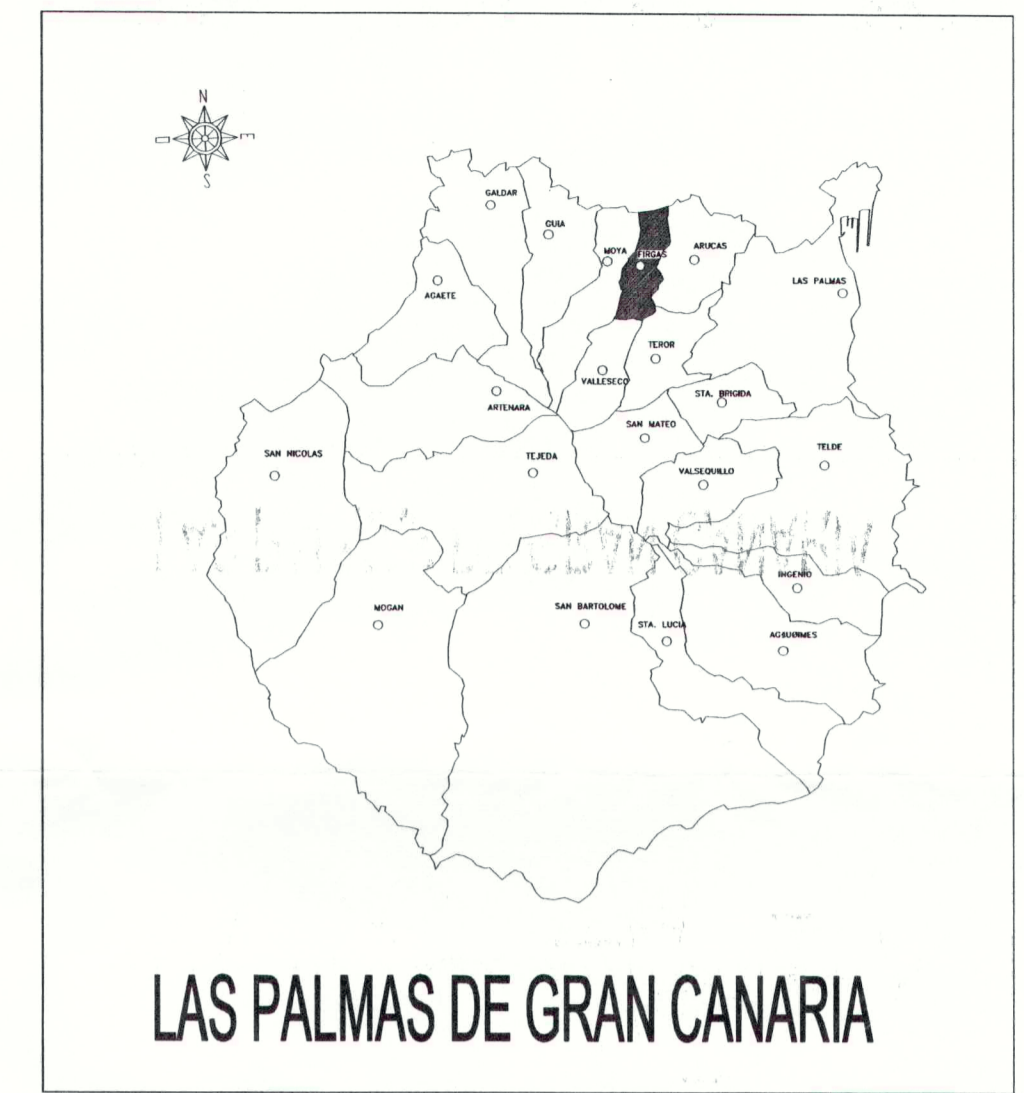 N
E
S
GALDAR
GUIA
MOYA
FIRGAS
ARUCAS
LAS PALMAS
AGAETE
TEROR
VALLESECO
STA. BRIGIDA
ARTENARA
SAN MATEO
SAN NICOLAS
TEJEDA
VALSEQUILLO
TELDE
INGENIO
MOGAN
SAN BARTOLOME
STA. LUCIA
AGÜIMES
LAS PALMAS DE GRAN CANARIA